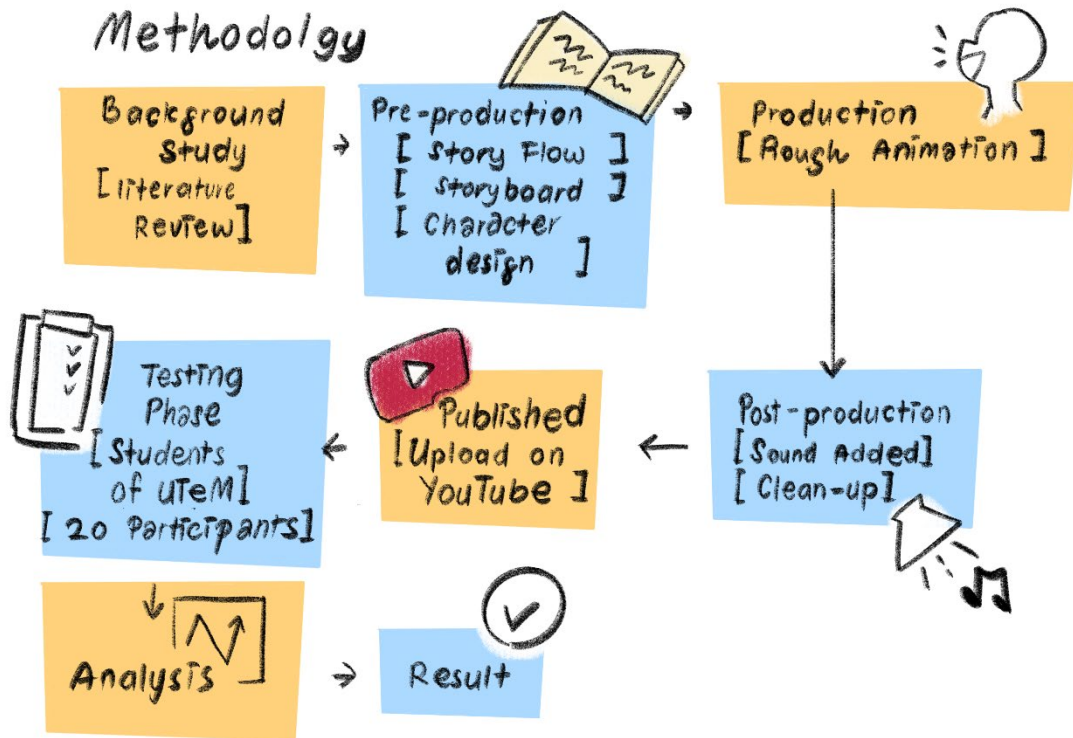 Methodolgy
Background
Study
[literature
Review]
Pre-production
[ Story Flow ]
[ Storyboard ]
[ Character
design ]
Production
[Rough Animation]
Post-production
[Sound Added]
[Clean-up]
Published
[Upload on
YouTube]
Testing
Phase
[Students
of UTeM]
[20 Participants]
Analysis
Result